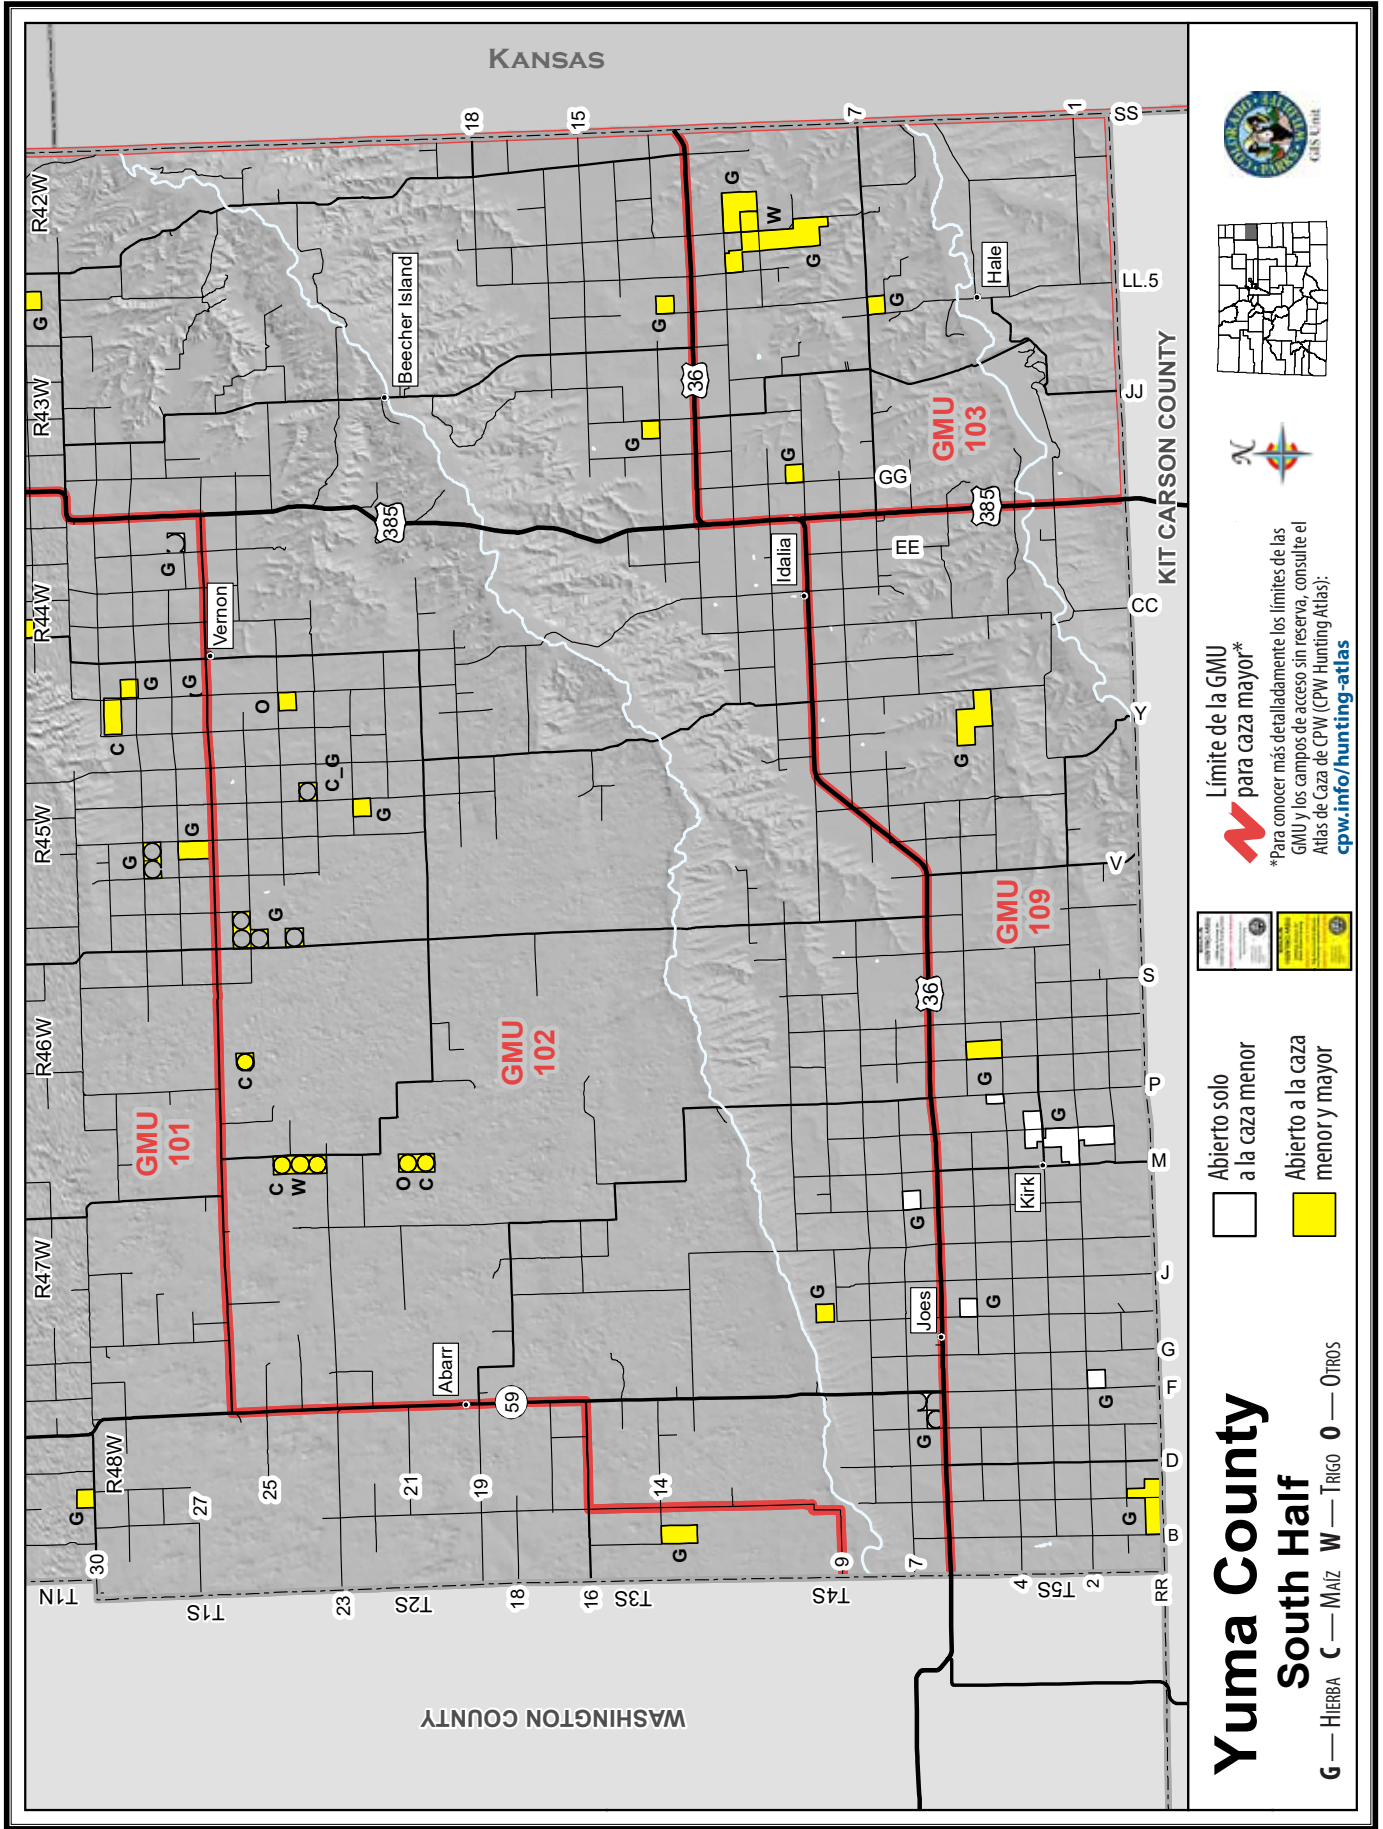 KANSAS
WASHINGTON COUNTY
KIT CARSON COUNTY
R48W
R47W
R46W
R45W
R44W
R43W
R42W
T1N
T1S
T2S
T3S
T4S
T5S
30
27
25
23
21
19
18
16
14
9
7
4
2
RR
18
15
7
1
SS
B
D
F
G
J
M
P
S
V
Y
CC
EE
GG
JJ
LL.5
GMU
101
GMU
102
GMU
103
GMU
109
385
385
36
36
59
Vernon
Beecher Island
Hale
Idalia
Abarr
Joes
Kirk
G
G
G
C
G
(G
O
C_G
G
G
G
G
C
C
W
O
C
G
G
G
G
G
G
G
W
G
G
G
G
G
G
G
G
G
G
G
Yuma County
South Half
G — HIERBA C — MAÍZ W — TRIGO O — OTROS
Abierto solo
a la caza menor
Abierto a la caza
menor y mayor
Límite de la GMU
para caza mayor*
*Para conocer más detalladamente los límites de las
GMU y los campos de acceso sin reserva, consulte el
Atlas de Caza de CPW (CPW Hunting Atlas):
cpw.info/hunting-atlas
N
COLORADO
PARKS
GIS Unit